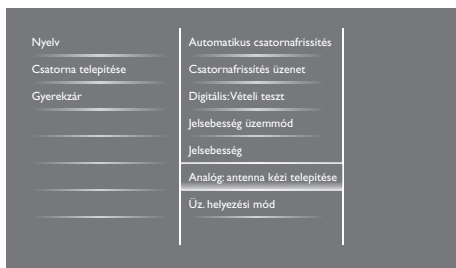 Nyelv
Csatorna telepítése
Gyerekzár
Automatikus csatornafrissítés
Csatornafrissítés üzenet
Digitális: Vételi teszt
Jelsebesség üzemmód
Jelsebesség
Analóg: antenna kézi telepítése
Üz. helyezési mód